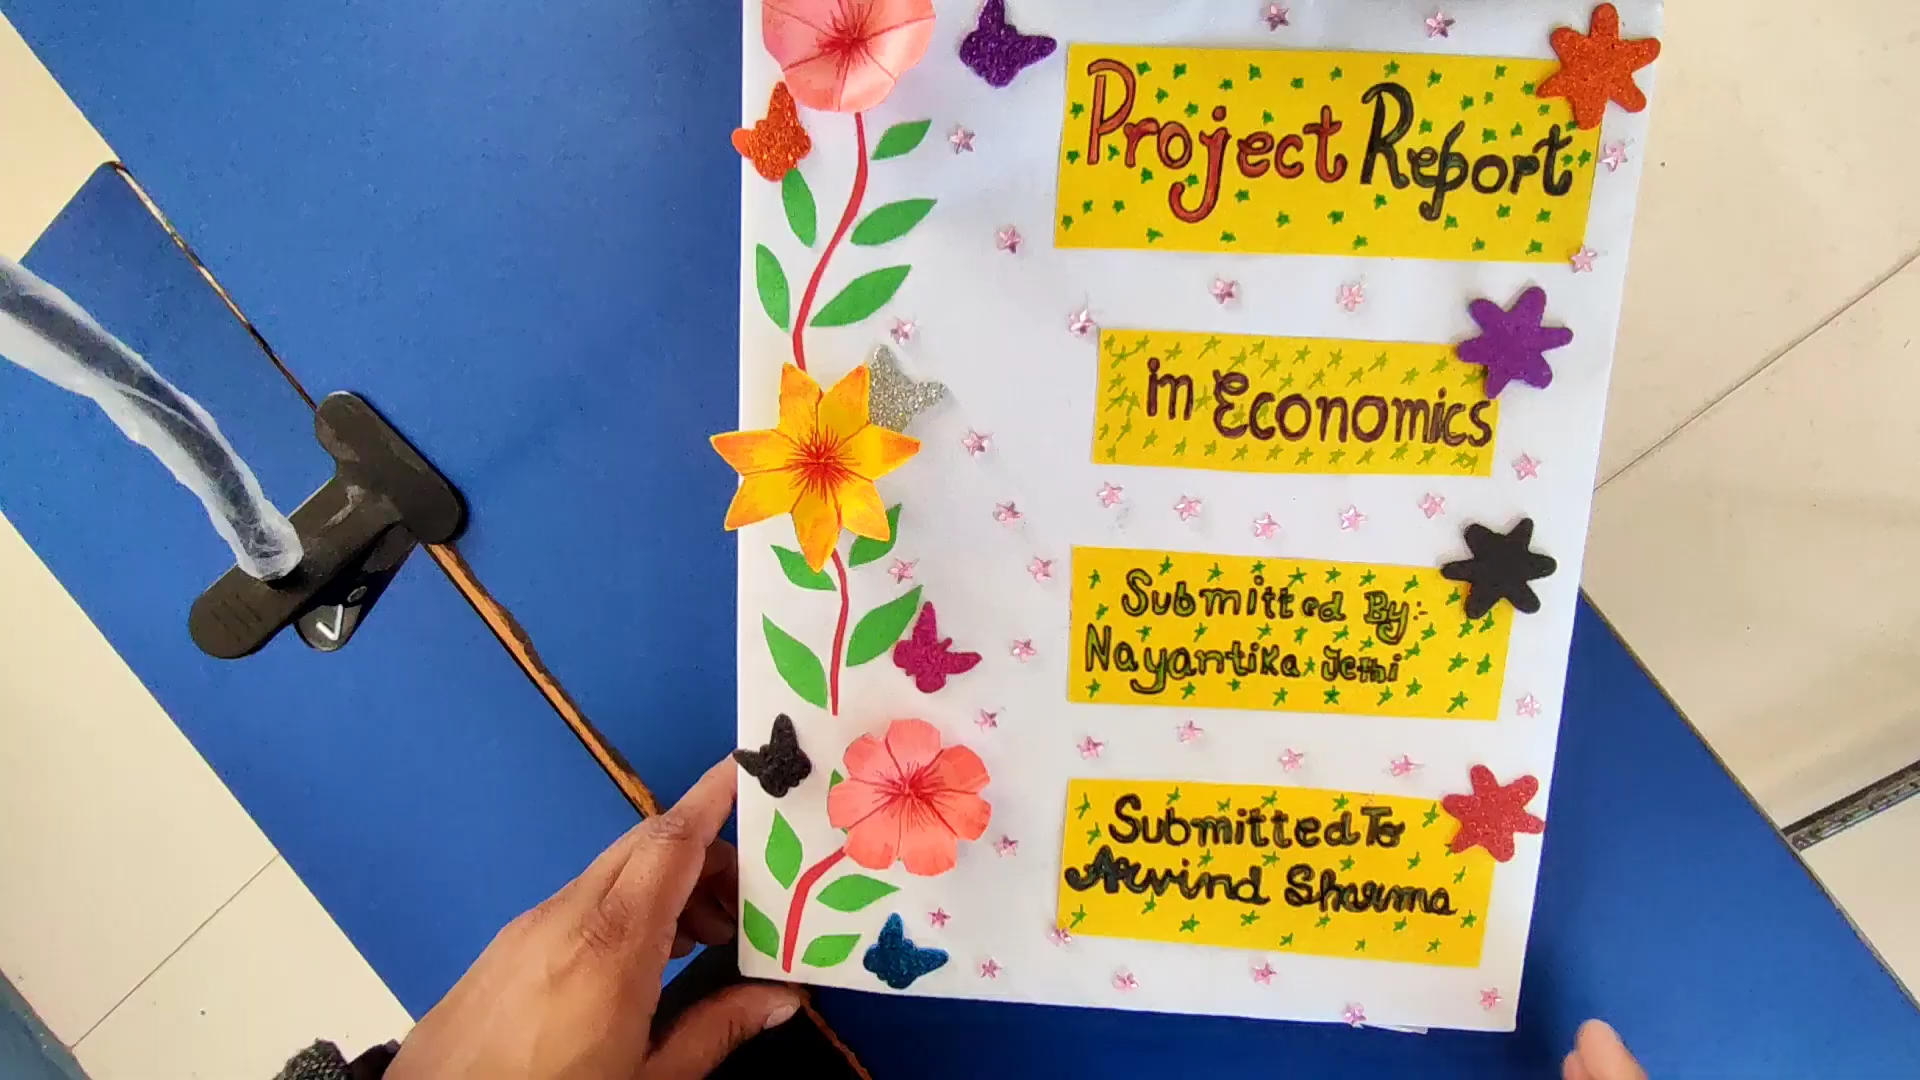 Project Report
in Economics
Submitted By:
Nayantika Jethi
Submitted To
Arvind Sharma